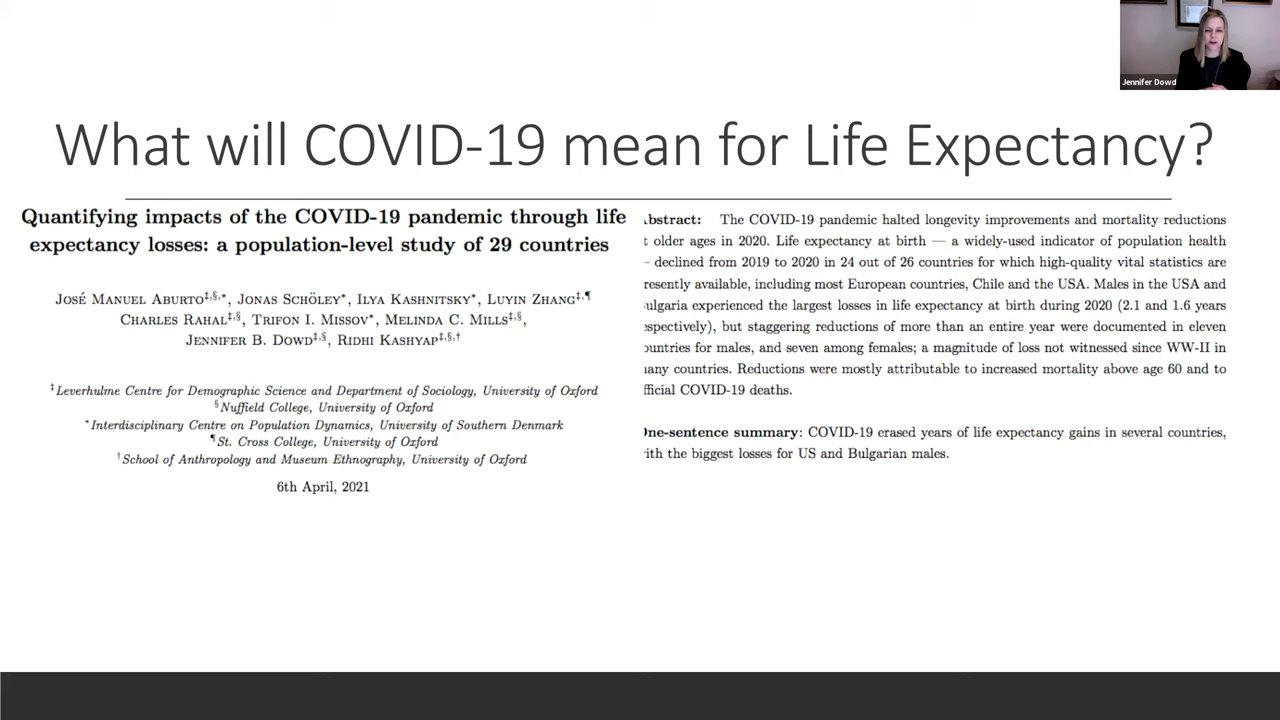 Jennifer Dowd
What will COVID-19 mean for Life Expectancy?
Quantifying impacts of the COVID-19 pandemic through life
expectancy losses: a population-level study of 29 countries
José Manuel Aburto‡,§,*, Jonas Schöley*, Ilya Kashnitsky*, Luyin Zhang‡,¶
Charles Rahal‡,§, Trifon I. Missov*, Melinda C. Mills‡,§,
Jennifer B. Dowd‡,§, Ridhi Kashyap‡,§,†
‡Leverhulme Centre for Demographic Science and Department of Sociology, University of Oxford
§Nuffield College, University of Oxford
*Interdisciplinary Centre on Population Dynamics, University of Southern Denmark
¶St. Cross College, University of Oxford
†School of Anthropology and Museum Ethnography, University of Oxford
6th April, 2021
bstract: The COVID-19 pandemic halted longevity improvements and mortality reductions
t older ages in 2020. Life expectancy at birth — a widely-used indicator of population health
– declined from 2019 to 2020 in 24 out of 26 countries for which high-quality vital statistics are
resently available, including most European countries, Chile and the USA. Males in the USA and
ulgaria experienced the largest losses in life expectancy at birth during 2020 (2.1 and 1.6 years
espectively), but staggering reductions of more than an entire year were documented in eleven
ountries for males, and seven among females; a magnitude of loss not witnessed since WW-II in
any countries. Reductions were mostly attributable to increased mortality above age 60 and to
fficial COVID-19 deaths.
ne-sentence summary: COVID-19 erased years of life expectancy gains in several countries,
ith the biggest losses for US and Bulgarian males.